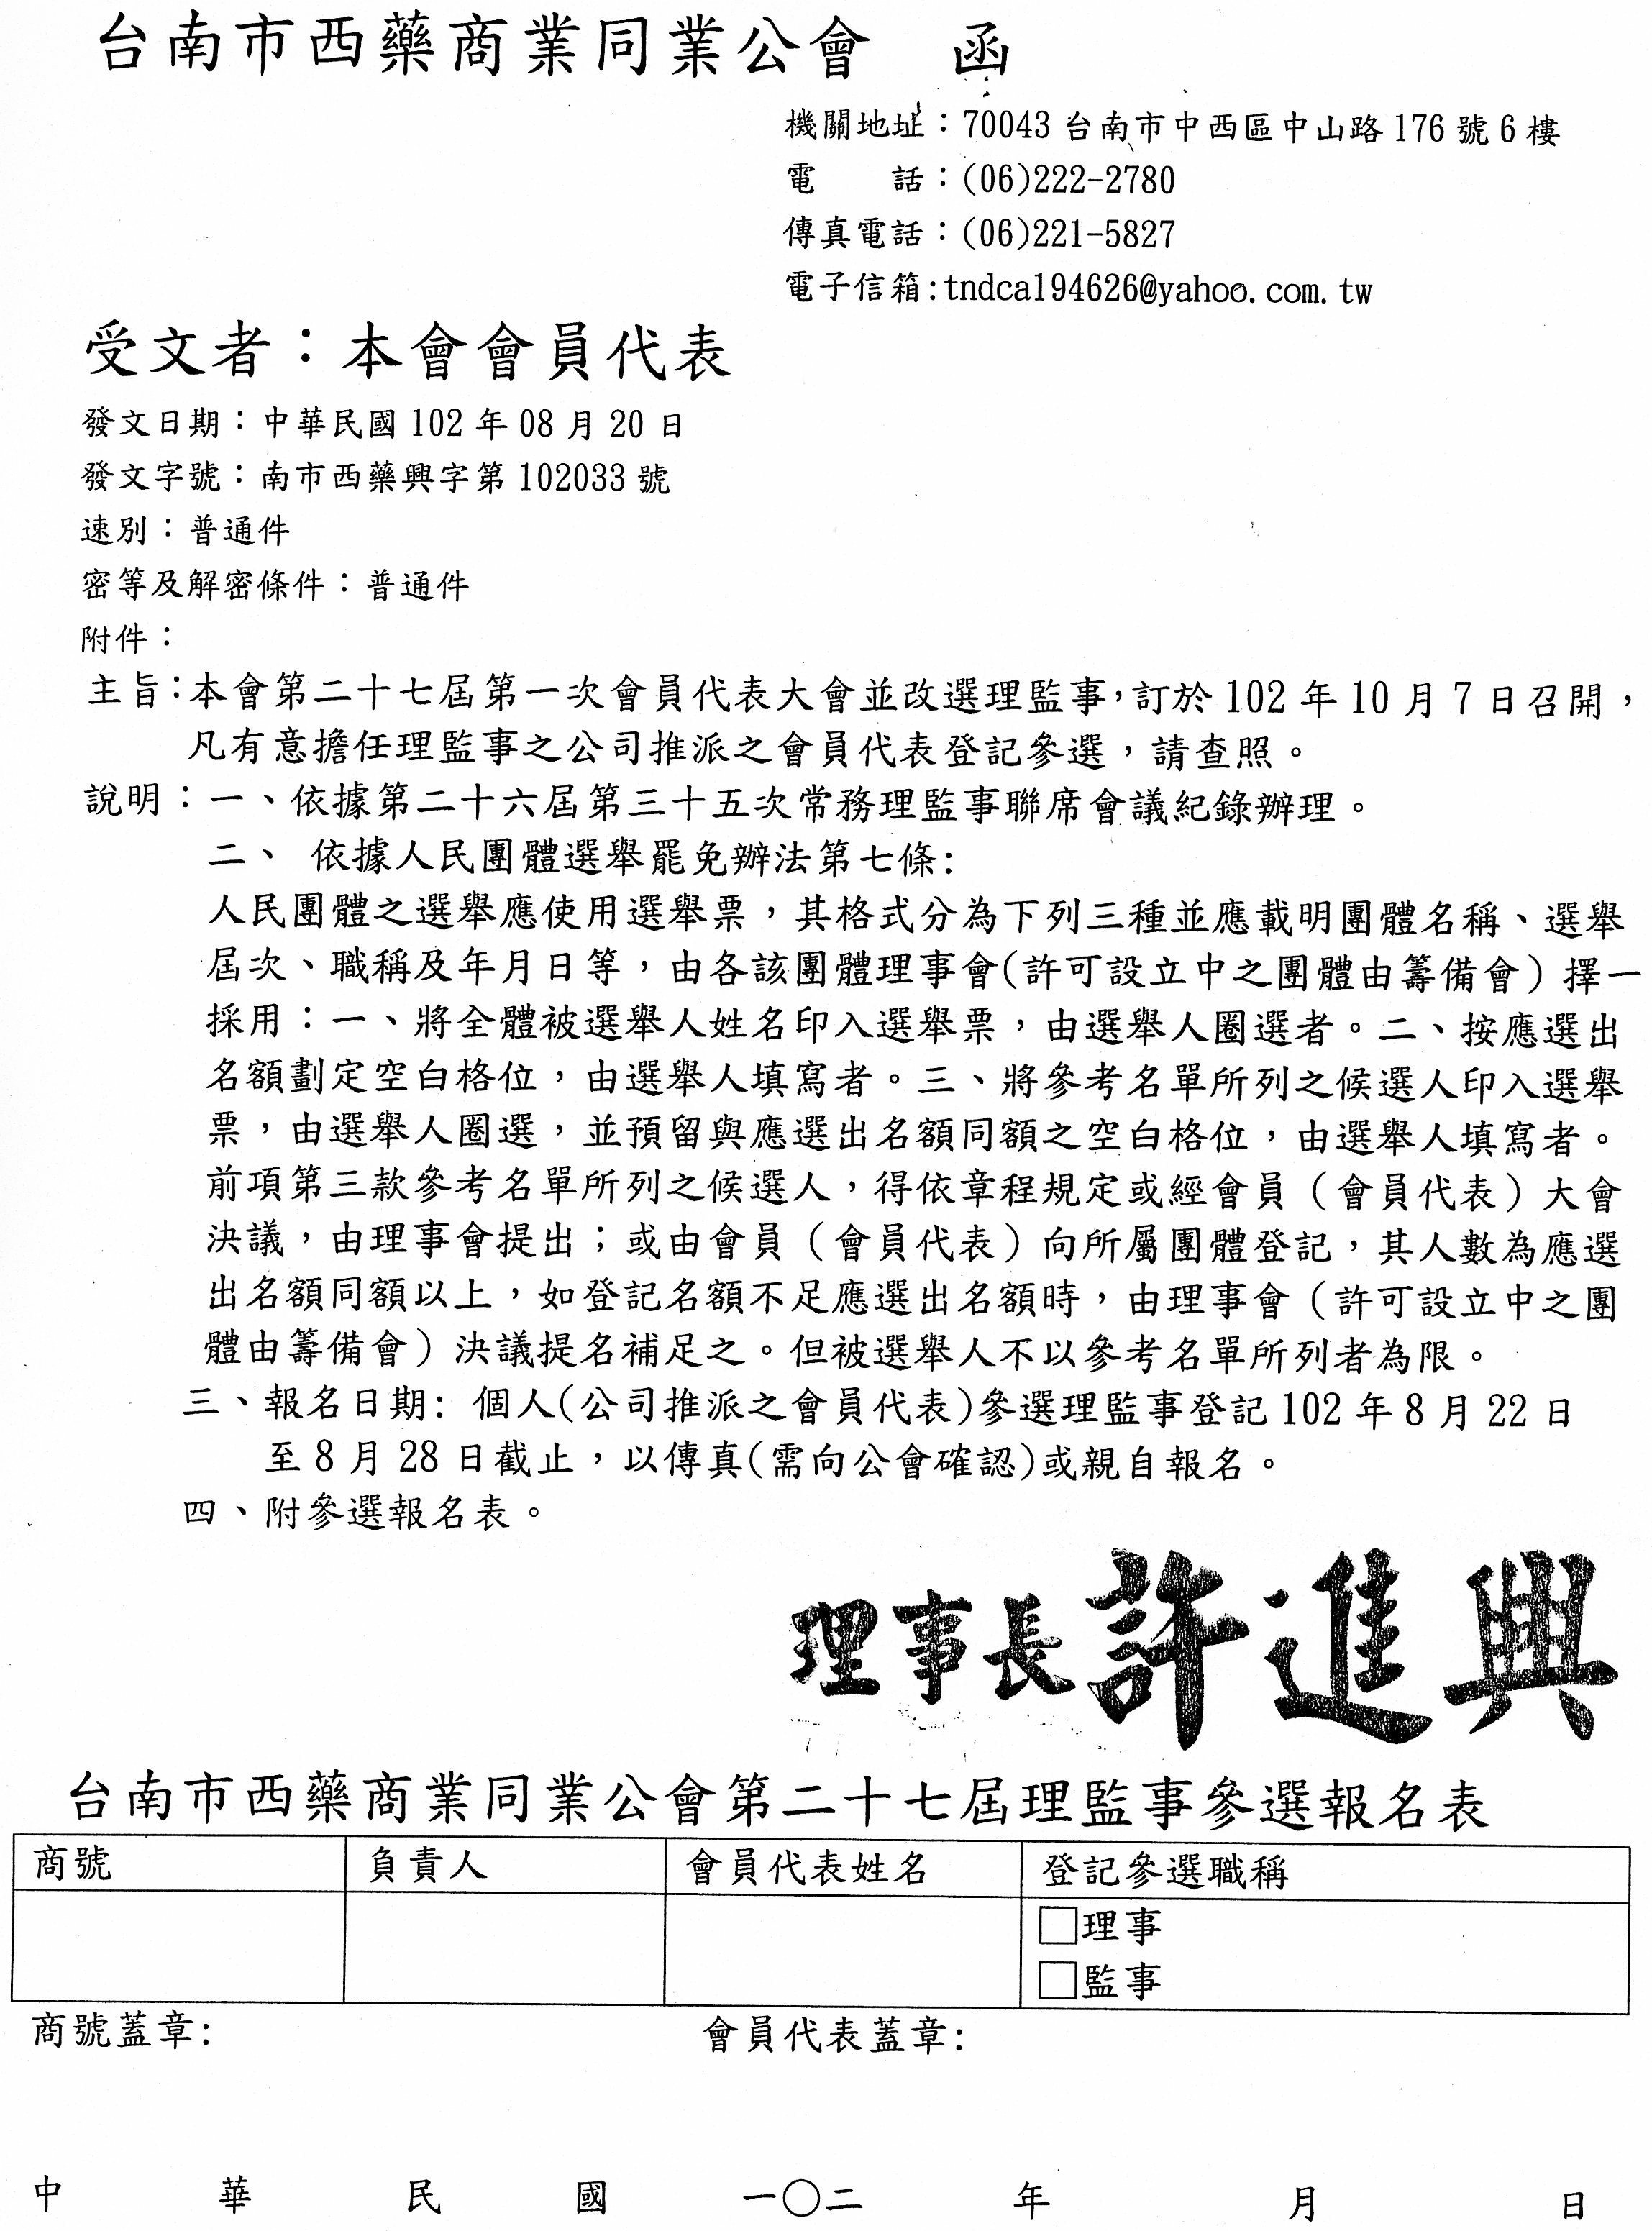 台南市西藥商業同業公會　函
機關地址：70043 台南市中西區中山路 176 號 6 樓
電　　話：(06)222-2780
傳真電話：(06)221-5827
電子信箱:tndca194626@yahoo.com.tw
受文者：本會會員代表
發文日期：中華民國 102 年 08 月 20 日
發文字號：南市西藥興字第 102033 號
速別：普通件
密等及解密條件：普通件
附件：
主旨:本會第二十七屆第一次會員代表大會並改選理監事，訂於 102 年 10 月 7 日召開，
凡有意擔任理監事之公司推派之會員代表登記參選，請查照。
說明：一、依據第二十六屆第三十五次常務理監事聯席會議紀錄辦理。
二、 依據人民團體選舉罷免辦法第七條:
人民團體之選舉應使用選舉票，其格式分為下列三種並應載明團體名稱、選舉
屆次、職稱及年月日等，由各該團體理事會(許可設立中之團體由籌備會）擇一
採用：一、將全體被選舉人姓名印入選舉票，由選舉人圈選者。二、按應選出
名額劃定空白格位，由選舉人填寫者。三、將參考名單所列之候選人印入選舉
票，由選舉人圈選，並預留與應選出名額同額之空白格位，由選舉人填寫者。
前項第三款參考名單所列之候選人，得依章程規定或經會員（會員代表）大會
決議，由理事會提出；或由會員（會員代表）向所屬團體登記，其人數為應選
出名額同額以上，如登記名額不足應選出名額時，由理事會（許可設立中之團
體由籌備會）決議提名補足之。但被選舉人不以參考名單所列者為限。
三、報名日期: 個人(公司推派之會員代表)參選理監事登記 102 年 8 月 22 日
至 8 月 28 日截止，以傳真(需向公會確認)或親自報名。
四、附參選報名表。
理事長許進興
台南市西藥商業同業公會第二十七屆理監事參選報名表
商號　負責人　會員代表姓名　登記參選職稱
□理事
□監事
商號蓋章:　會員代表蓋章:
中　華　民　國　一○二　年　月　日